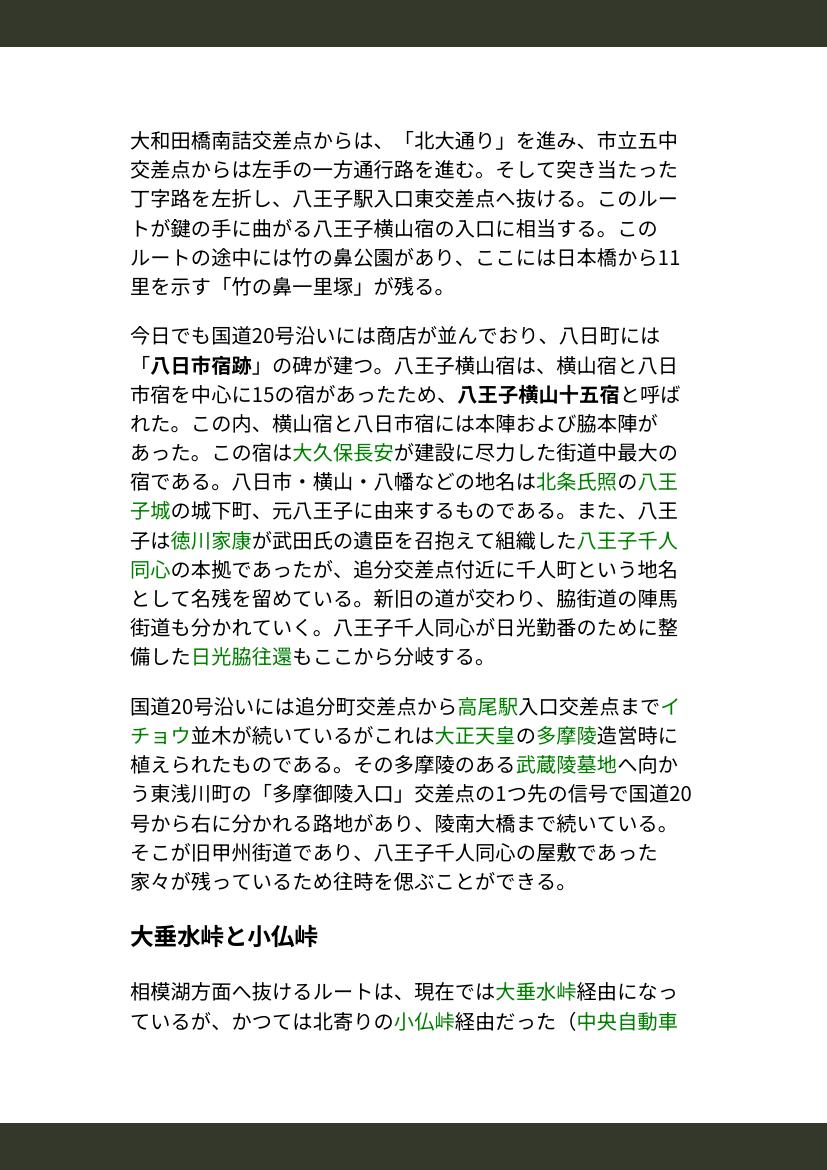 大和田橋南詰交差点からは、「北大通り」を進み、市立五中
交差点からは左手の一方通行路を進む。そして突き当たった
丁字路を左折し、八王子駅入口東交差点へ抜ける。このルー
トが鍵の手に曲がる八王子横山宿の入口に相当する。この
ルートの途中には竹の鼻公園があり、ここには日本橋から11
里を示す「竹の鼻一里塚」が残る。
今日でも国道20号沿いには商店が並んでおり、八日町には
「八日市宿跡」の碑が建つ。八王子横山宿は、横山宿と八日
市宿を中心に15の宿があったため、八王子横山十五宿と呼ば
れた。この内、横山宿と八日市宿には本陣および脇本陣が
あった。この宿は大久保長安が建設に尽力した街道中最大の
宿である。八日市・横山・八幡などの地名は北条氏照の八王
子城の城下町、元八王子に由来するものである。また、八王
子は徳川家康が武田氏の遺臣を召抱えて組織した八王子千人
同心の本拠であったが、追分交差点付近に千人町という地名
として名残を留めている。新旧の道が交わり、脇街道の陣馬
街道も分かれていく。八王子千人同心が日光勤番のために整
備した日光脇往還もここから分岐する。
国道20号沿いには追分町交差点から高尾駅入口交差点までイ
チョウ並木が続いているがこれは大正天皇の多摩陵造営時に
植えられたものである。その多摩陵のある武蔵陵墓地へ向か
う東浅川町の「多摩御陵入口」交差点の1つ先の信号で国道20
号から右に分かれる路地があり、陵南大橋まで続いている。
そこが旧甲州街道であり、八王子千人同心の屋敷であった
家々が残っているため往時を偲ぶことができる。
大垂水峠と小仏峠
相模湖方面へ抜けるルートは、現在では大垂水峠経由になっ
ているが、かつては北寄りの小仏峠経由だった（中央自動車